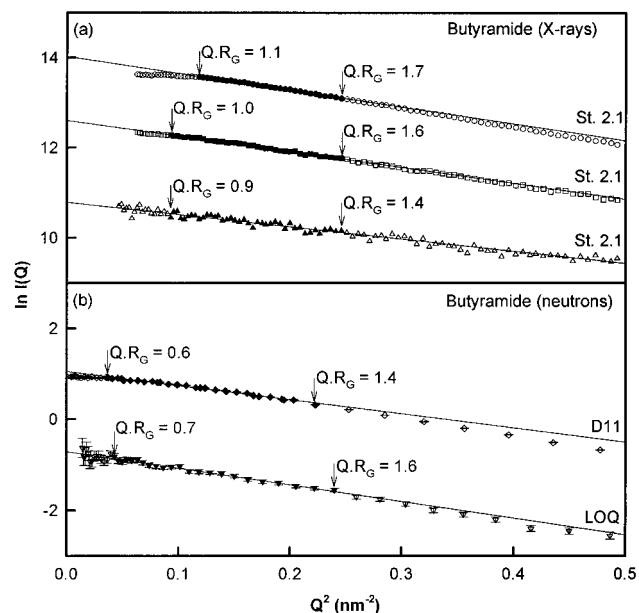 (a) Butyramide (X-rays)
14
Q.R_G = 1.1
Q.R_G = 1.7
St. 2.1
Q.R_G = 1.0
Q.R_G = 1.6
12
St. 2.1
Q.R_G = 0.9
Q.R_G = 1.4
10
St. 2.1
ln I(Q)
(b) Butyramide (neutrons)
2
Q.R_G = 0.6
Q.R_G = 1.4
0
D11
Q.R_G = 0.7
Q.R_G = 1.6
-2
LOQ
0.0 0.1 0.2 0.3 0.4 0.5
Q² (nm⁻²)